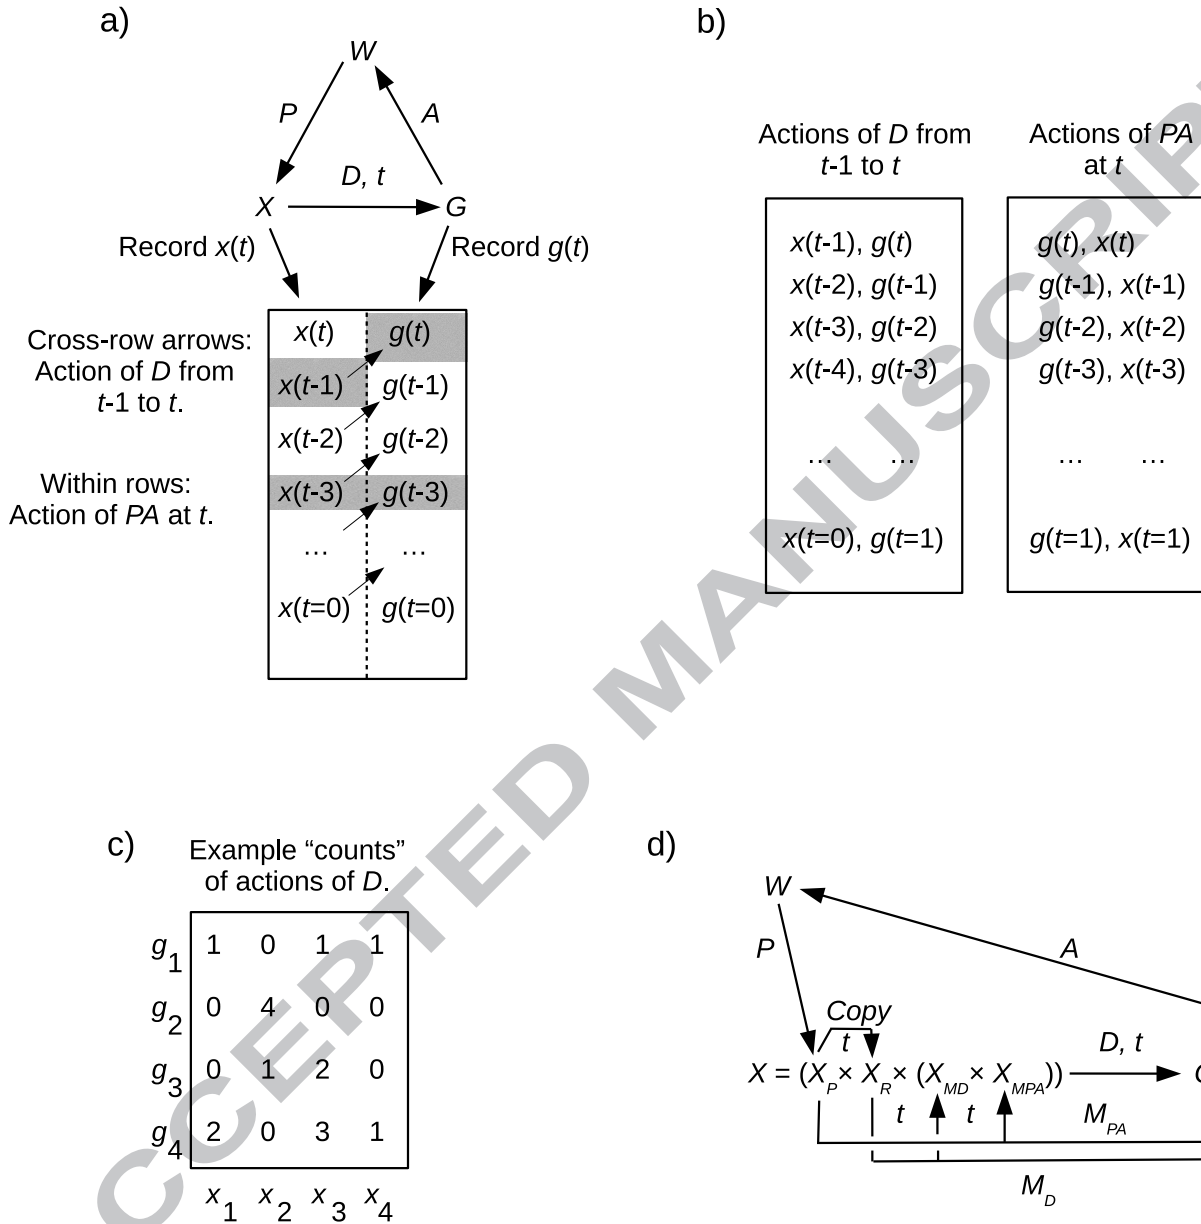 a)
W
P
A
D, t
X
G
Record x(t)
Record g(t)
Cross-row arrows:
Action of D from
t-1 to t.
Within rows:
Action of PA at t.
x(t) g(t)
x(t-1) g(t-1)
x(t-2) g(t-2)
x(t-3) g(t-3)
... ...
x(t=0) g(t=0)
b)
Actions of D from
t-1 to t
x(t-1), g(t)
x(t-2), g(t-1)
x(t-3), g(t-2)
x(t-4), g(t-3)
... ...
x(t=0), g(t=1)
Actions of PA
at t
g(t), x(t)
g(t-1), x(t-1)
g(t-2), x(t-2)
g(t-3), x(t-3)
... ...
g(t=1), x(t=1)
c)
Example “counts”
of actions of D.
g1 1 0 1 1
g2 0 4 0 0
g3 0 1 2 0
g4 2 0 3 1
x1 x2 x3 x4
d)
W
P
A
Copy
t
D, t
X = (XP × XR × (XMD × XMPA))
t t
MPA
MD
CCEPTED MANUSCRIP